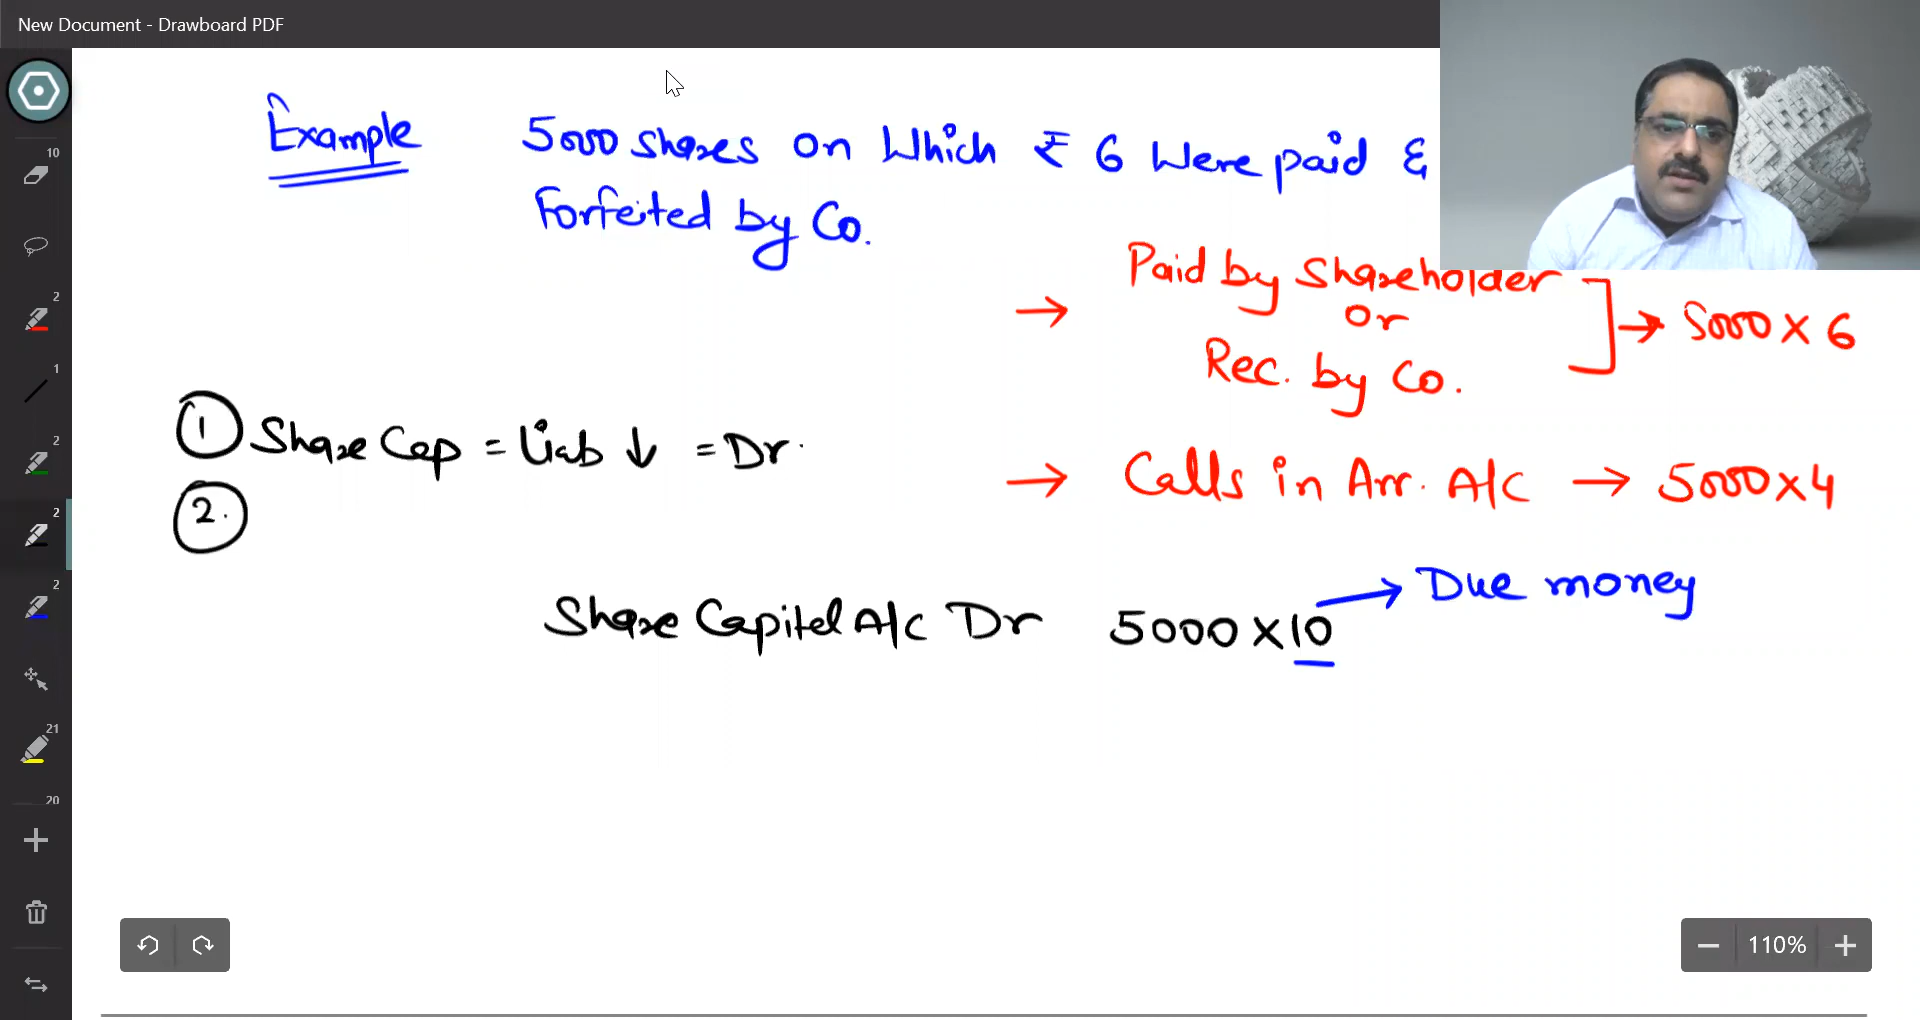 New Document - Drawboard PDF
Example 5000 Shares on Which ₹ 6 Were paid &
Forfeited by Co.
Paid by Shareholder
Or
Rec. by Co.
→ 5000 × 6
① Share Cap = Liab ↓ = Dr.
→ Calls in Arr. A/c → 5000 × 4
②.
Share Capital A/c Dr 5000 × 10 → Due money
10
2
1
2
2
2
21
20
110%